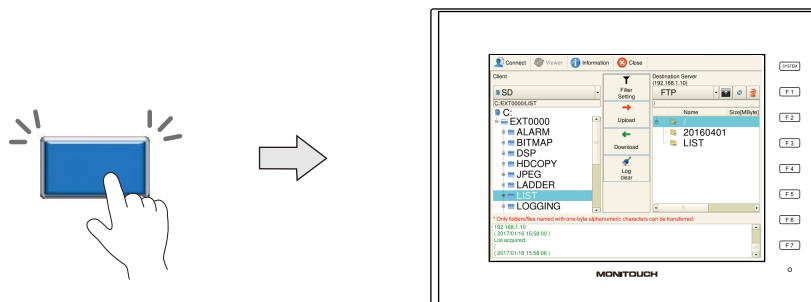 Connect Viewer Information Close
Client
SD
C:/EXT0000/LIST
C:
EXT0000
ALARM
BITMAP
DSP
HDCOPY
JPEG
LADDER
LIST
LOGGING
Filter
Setting
Upload
Download
Log
clear
Destination Server
(192.168.1.10)
FTP
/
Name Size[MByte]
/
20160401
LIST
* Only folders/files named with one-byte alphanumeric characters can be transferred.
192.168.1.10
( 2017/01/16 15:58:00 )
List acquired.
/
( 2017/01/16 15:58:08 )
MONITOUCH
SYSTEM
F 1
F 2
F 3
F 4
F 5
F 6
F 7